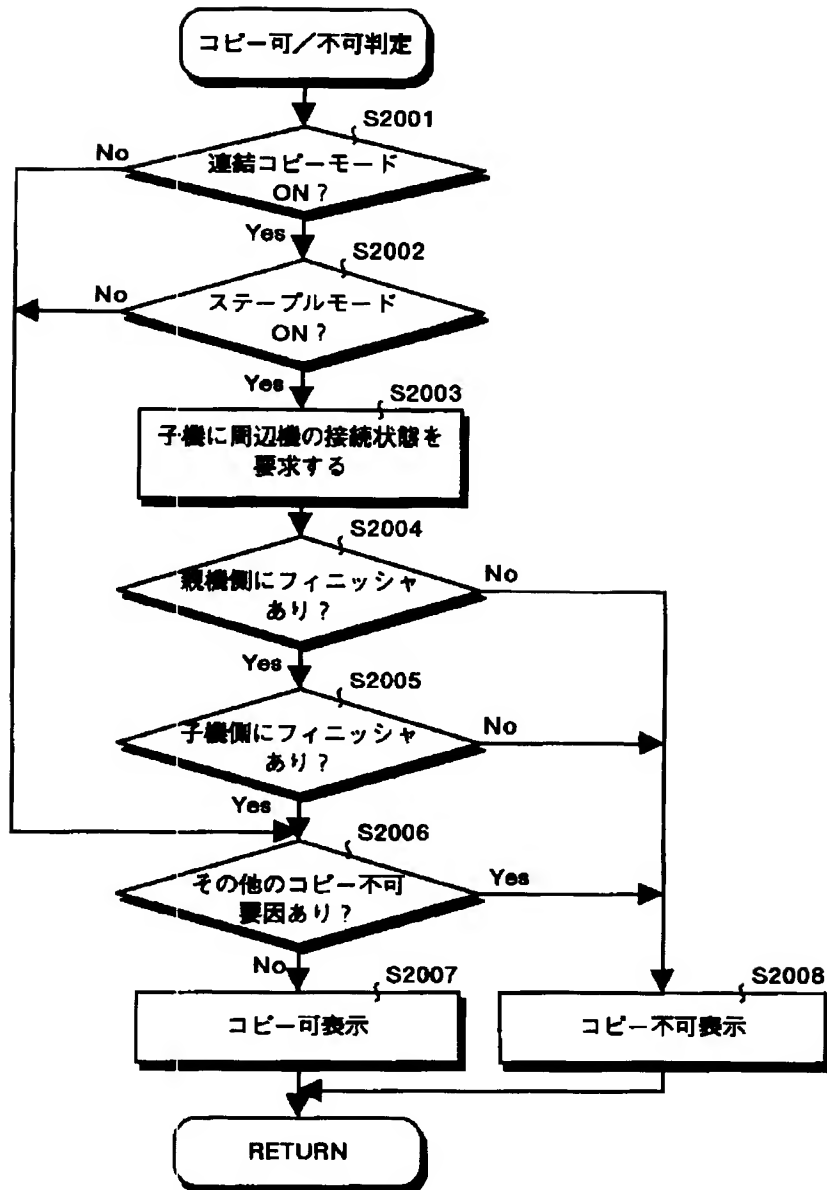 コピー可／不可判定
S2001
No
連結コピーモード
ON？
Yes
S2002
No
ステープルモード
ON？
Yes
S2003
子機に周辺機の接続状態を
要求する
S2004
親機側にフィニッシャ
あり？
No
Yes
S2005
子機側にフィニッシャ
あり？
No
Yes
S2006
その他のコピー不可
要因あり？
Yes
No
S2007
コピー可表示
S2008
コピー不可表示
RETURN